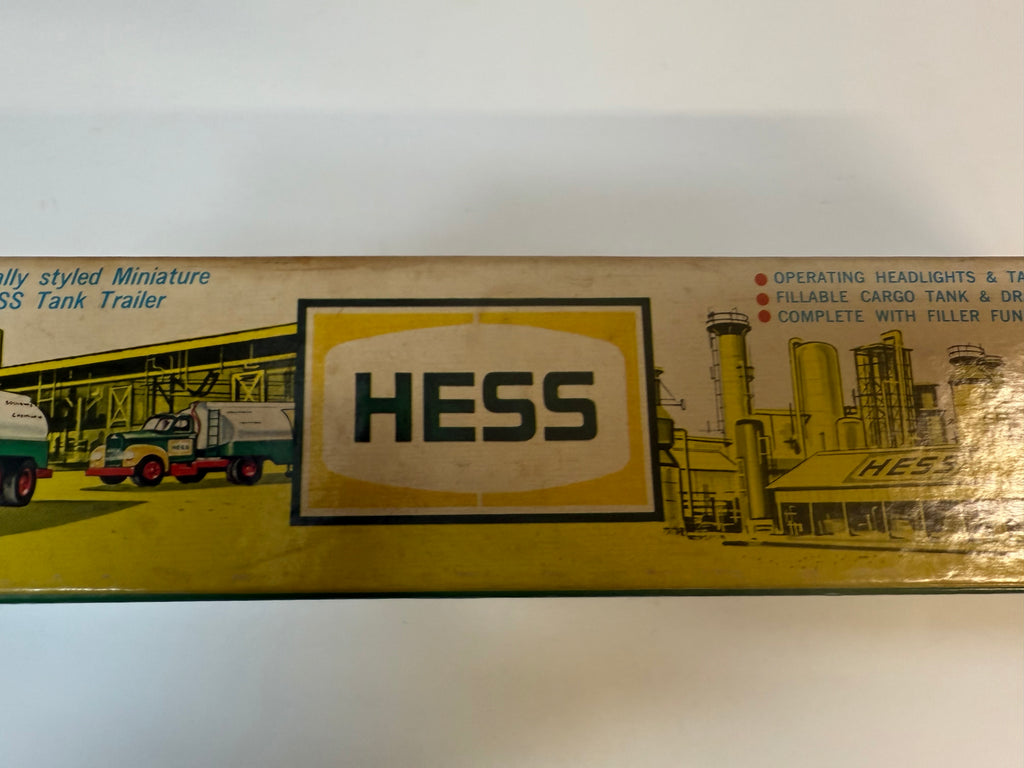 ally styled Miniature
SS Tank Trailer
OPERATING HEADLIGHTS & TA
FILLABLE CARGO TANK & DR
COMPLETE WITH FILLER FUN
HESS
HESS
HESS